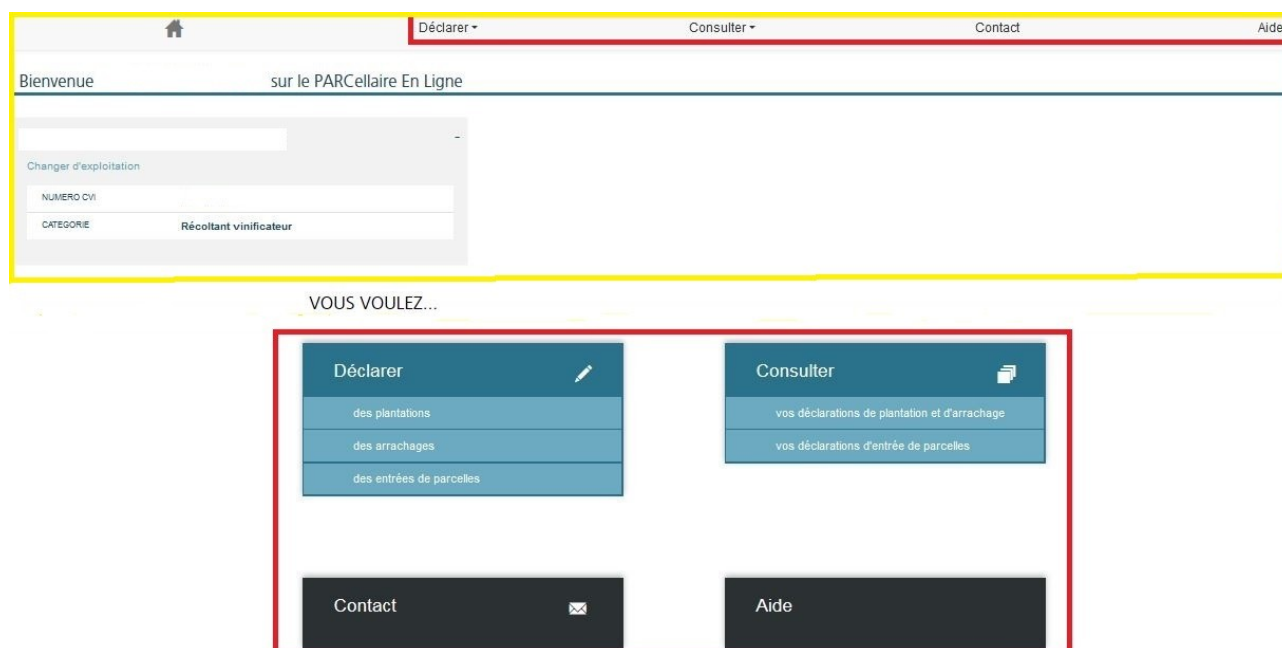 Déclarer Consulter Contact Aide
Bienvenue sur le PARCellaire En Ligne
-
Changer d'exploitation
NUMERO CVI
CATEGORIE Récoltant vinificateur
VOUS VOULEZ...
Déclarer
des plantations
des arrachages
des entrées de parcelles
Consulter
vos déclarations de plantation et d'arrachage
vos déclarations d'entrée de parcelles
Contact
Aide